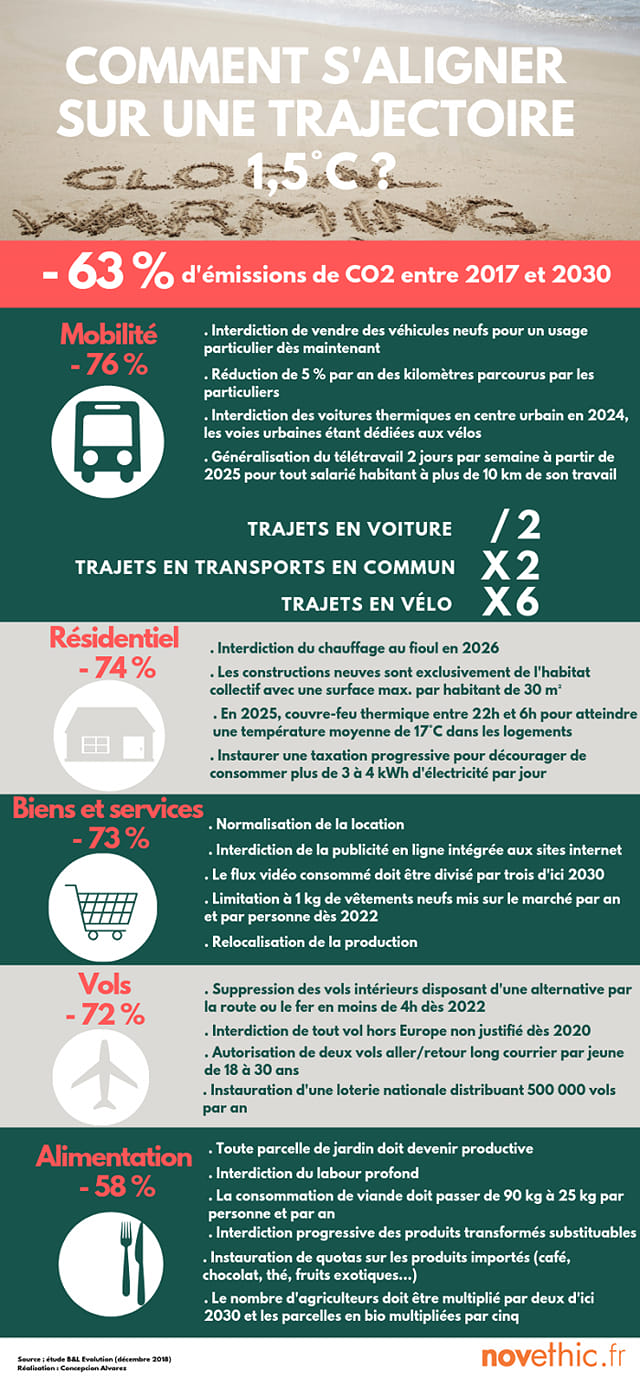 COMMENT S'ALIGNER
SUR UNE TRAJECTOIRE
1,5°C ?
GLOBAL
WARMING
- 63 % d'émissions de CO2 entre 2017 et 2030
Mobilité
- 76 %
. Interdiction de vendre des véhicules neufs pour un usage
particulier dès maintenant
. Réduction de 5 % par an des kilomètres parcourus par les
particuliers
. Interdiction des voitures thermiques en centre urbain en 2024,
les voies urbaines étant dédiées aux vélos
. Généralisation du télétravail 2 jours par semaine à partir de
2025 pour tout salarié habitant à plus de 10 km de son travail
TRAJETS EN VOITURE / 2
TRAJETS EN TRANSPORTS EN COMMUN X 2
TRAJETS EN VÉLO X6
Résidentiel
- 74 %
. Interdiction du chauffage au fioul en 2026
. Les constructions neuves sont exclusivement de l'habitat
collectif avec une surface max. par habitant de 30 m²
. En 2025, couvre-feu thermique entre 22h et 6h pour atteindre
une température moyenne de 17°C dans les logements
. Instaurer une taxation progressive pour décourager de
consommer plus de 3 à 4 kWh d'électricité par jour
Biens et services
- 73 %
. Normalisation de la location
. Interdiction de la publicité en ligne intégrée aux sites internet
. Le flux vidéo consommé doit être divisé par trois d'ici 2030
. Limitation à 1 kg de vêtements neufs mis sur le marché par an
et par personne dès 2022
. Relocalisation de la production
Vols
- 72 %
. Suppression des vols intérieurs disposant d'une alternative par
la route ou le fer en moins de 4h dès 2022
. Interdiction de tout vol hors Europe non justifié dès 2020
. Autorisation de deux vols aller/retour long courrier par jeune
de 18 à 30 ans
. Instauration d'une loterie nationale distribuant 500 000 vols
par an
Alimentation
- 58 %
. Toute parcelle de jardin doit devenir productive
. Interdiction du labour profond
. La consommation de viande doit passer de 90 kg à 25 kg par
personne et par an
. Interdiction progressive des produits transformés substituables
. Instauration de quotas sur les produits importés (café,
chocolat, thé, fruits exotiques...)
. Le nombre d'agriculteurs doit être multiplié par deux d'ici
2030 et les parcelles en bio multipliées par cinq
Source ; étude B&L Evolution (décembre 2018)
Réalisation : Concepcion Alvarez
novethic.fr